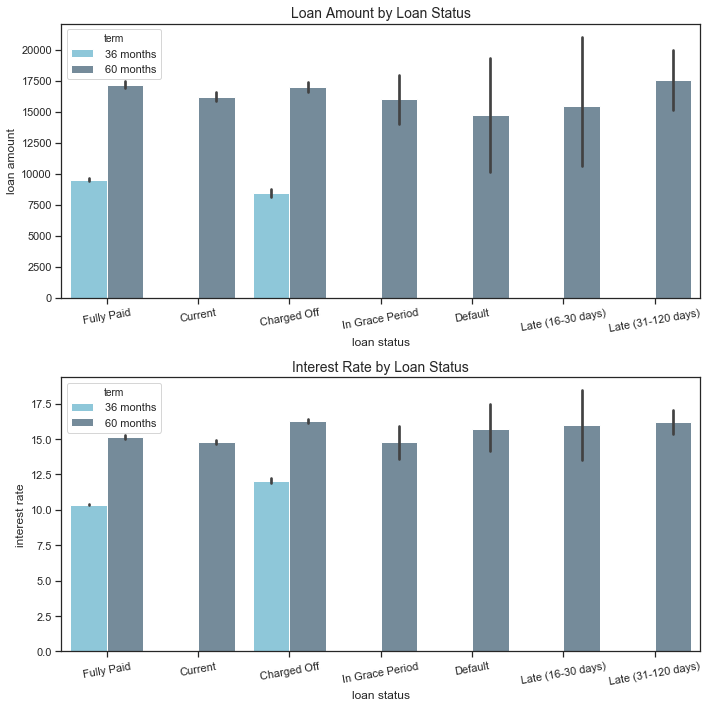 Loan Amount by Loan Status
term
36 months
60 months
20000
17500
15000
12500
10000
7500
5000
2500
0
loan amount
Fully Paid
Current
Charged Off
In Grace Period
Default
Late (16-30 days)
Late (31-120 days)
loan status
Interest Rate by Loan Status
term
36 months
60 months
17.5
15.0
12.5
10.0
7.5
5.0
2.5
0.0
interest rate
Fully Paid
Current
Charged Off
In Grace Period
Default
Late (16-30 days)
Late (31-120 days)
loan status